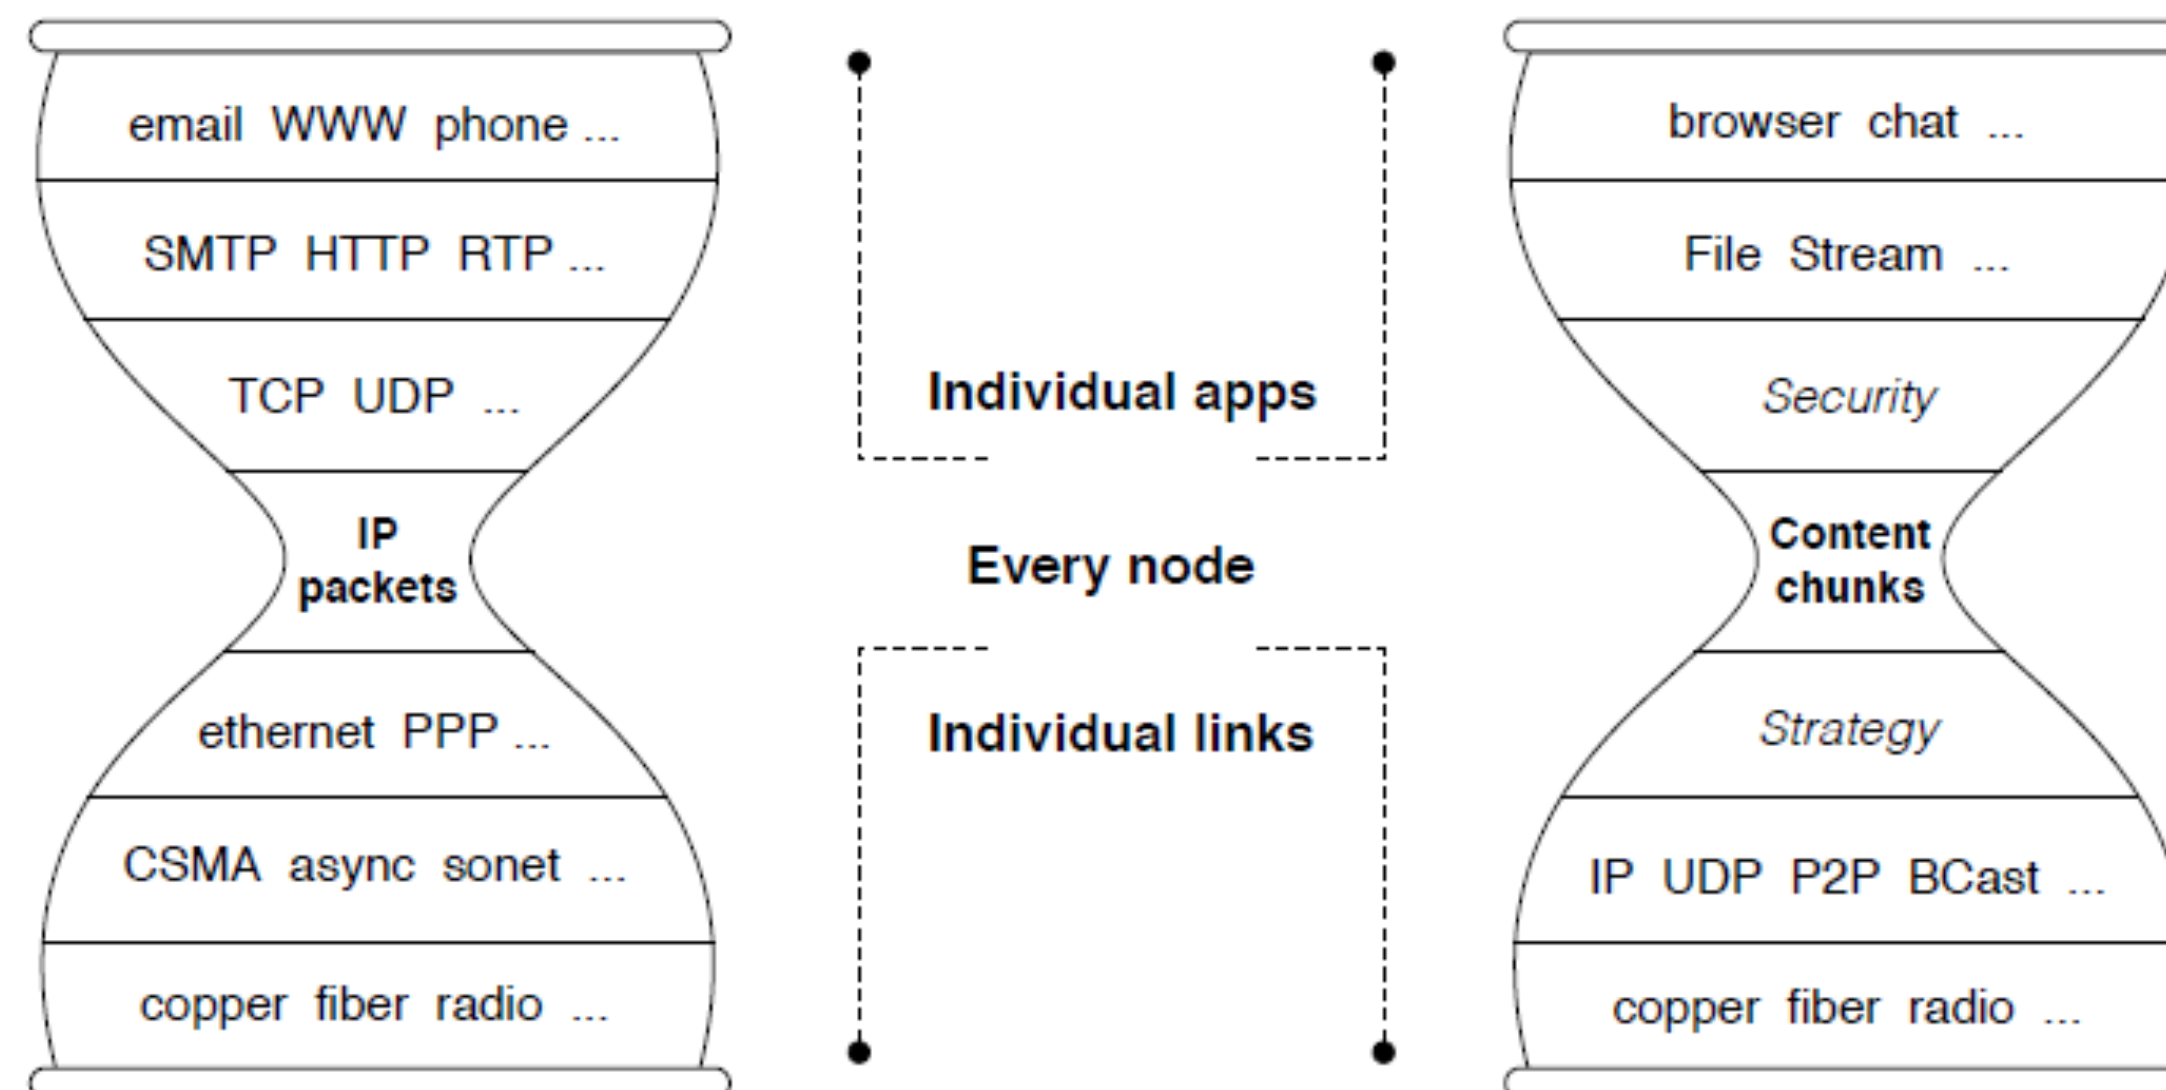 email WWW phone ...
SMTP HTTP RTP ...
TCP UDP ...
IP
packets
ethernet PPP ...
CSMA async sonet ...
copper fiber radio ...
Individual apps
Every node
Individual links
browser chat ...
File Stream ...
Security
Content
chunks
Strategy
IP UDP P2P BCast ...
copper fiber radio ...